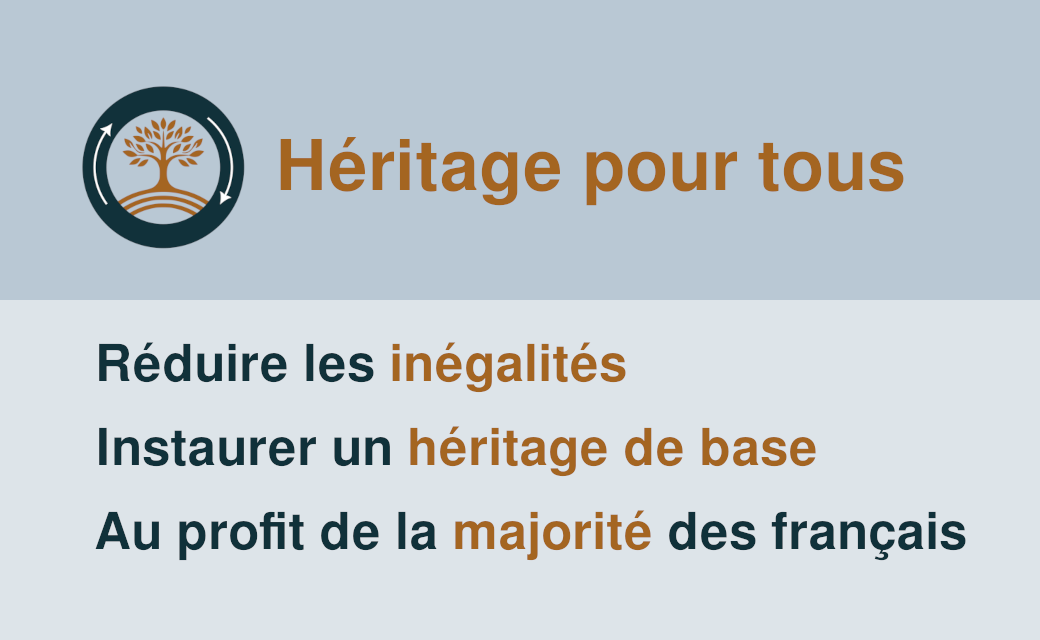 Héritage pour tous
Réduire les inégalités
Instaurer un héritage de base
Au profit de la majorité des français